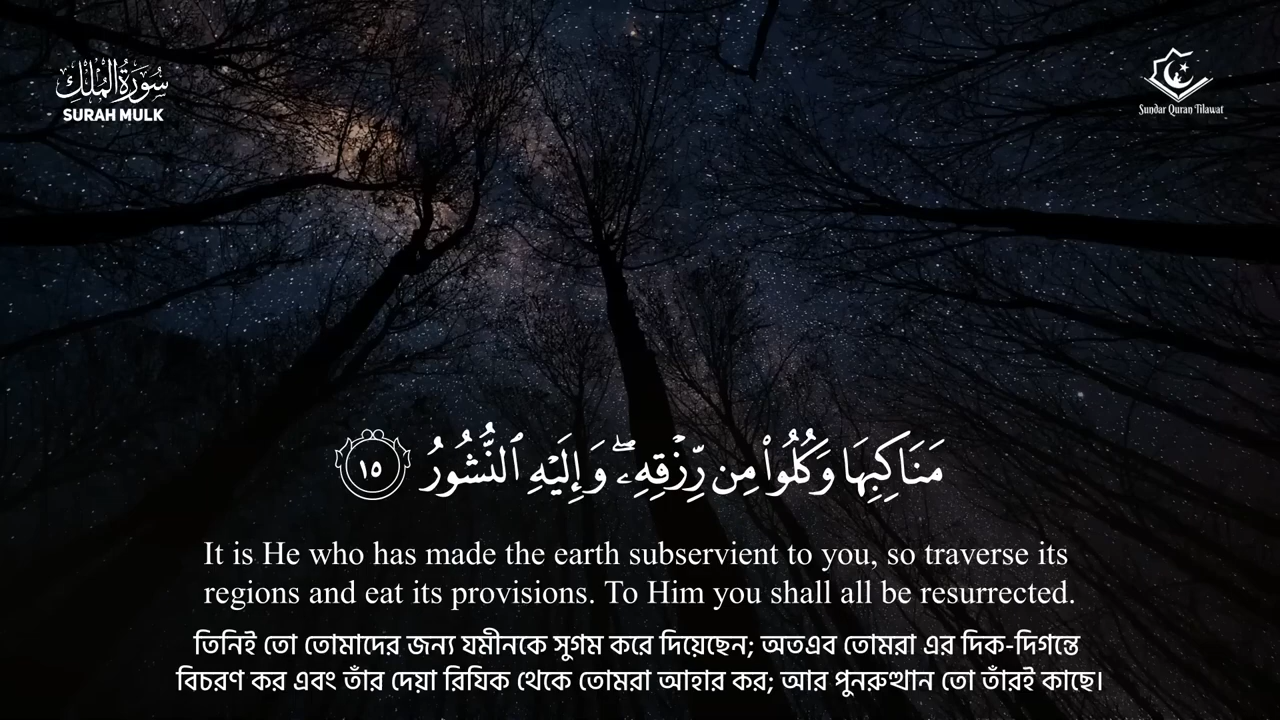 سُورَةُ الْمُلْكِ
SURAH MULK
Sundar Quran Tilawat
مَنَاكِبِهَا وَكُلُوا۟ مِن رِّزْقِهِۦ ۖ وَإِلَيْهِ ٱلنُّشُورُ ١٥
It is He who has made the earth subservient to you, so traverse its
regions and eat its provisions. To Him you shall all be resurrected.
তিনিই তো তোমাদের জন্য যমীনকে সুগম করে দিয়েছেন; অতএব তোমরা এর দিক-দিগন্তে
বিচরণ কর এবং তাঁর দেয়া রিযিক থেকে তোমরা আহার কর; আর পুনরুত্থান তো তাঁরই কাছে।